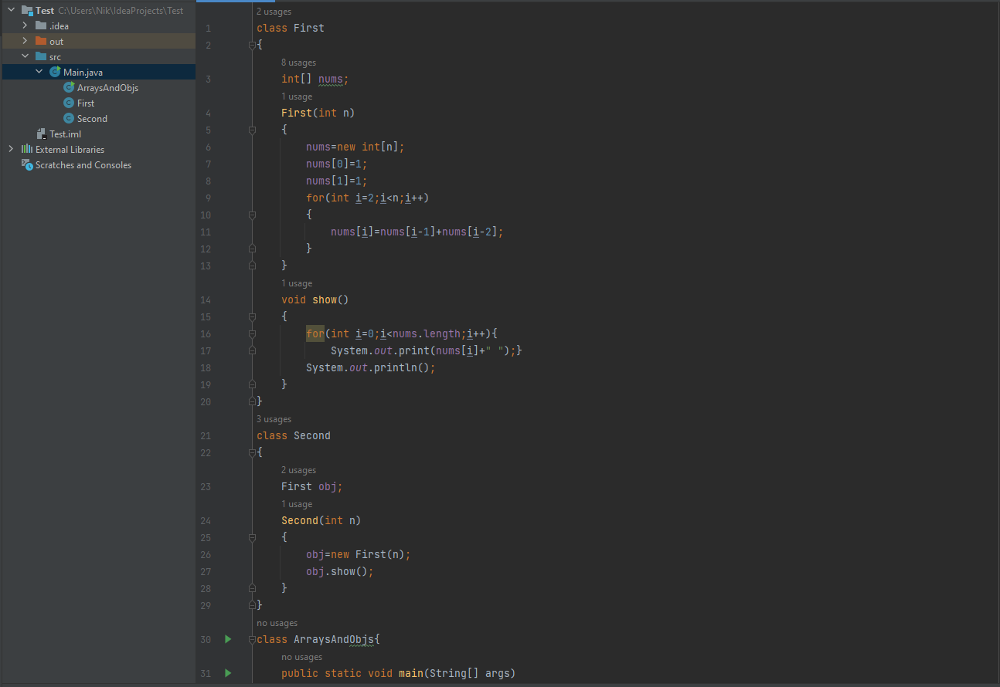 Test C:\Users\Nik\IdeaProjects\Test
.idea
out
src
Main.java
ArraysAndObjs
First
Second
Test.iml
External Libraries
Scratches and Consoles
2 usages
1 class First
2 {
8 usages
3 int[] nums;
1 usage
4 First(int n)
5 {
6 nums=new int[n];
7 nums[0]=1;
8 nums[1]=1;
9 for(int i=2;i<n;i++)
10 {
11 nums[i]=nums[i-1]+nums[i-2];
12 }
13 }
1 usage
14 void show()
15 {
16 for(int i=0;i<nums.length;i++){
17 System.out.print(nums[i]+" ");}
18 System.out.println();
19 }
20 }
3 usages
21 class Second
22 {
2 usages
23 First obj;
1 usage
24 Second(int n)
25 {
26 obj=new First(n);
27 obj.show();
28 }
29 }
no usages
30 class ArraysAndObjs{
no usages
31 public static void main(String[] args)